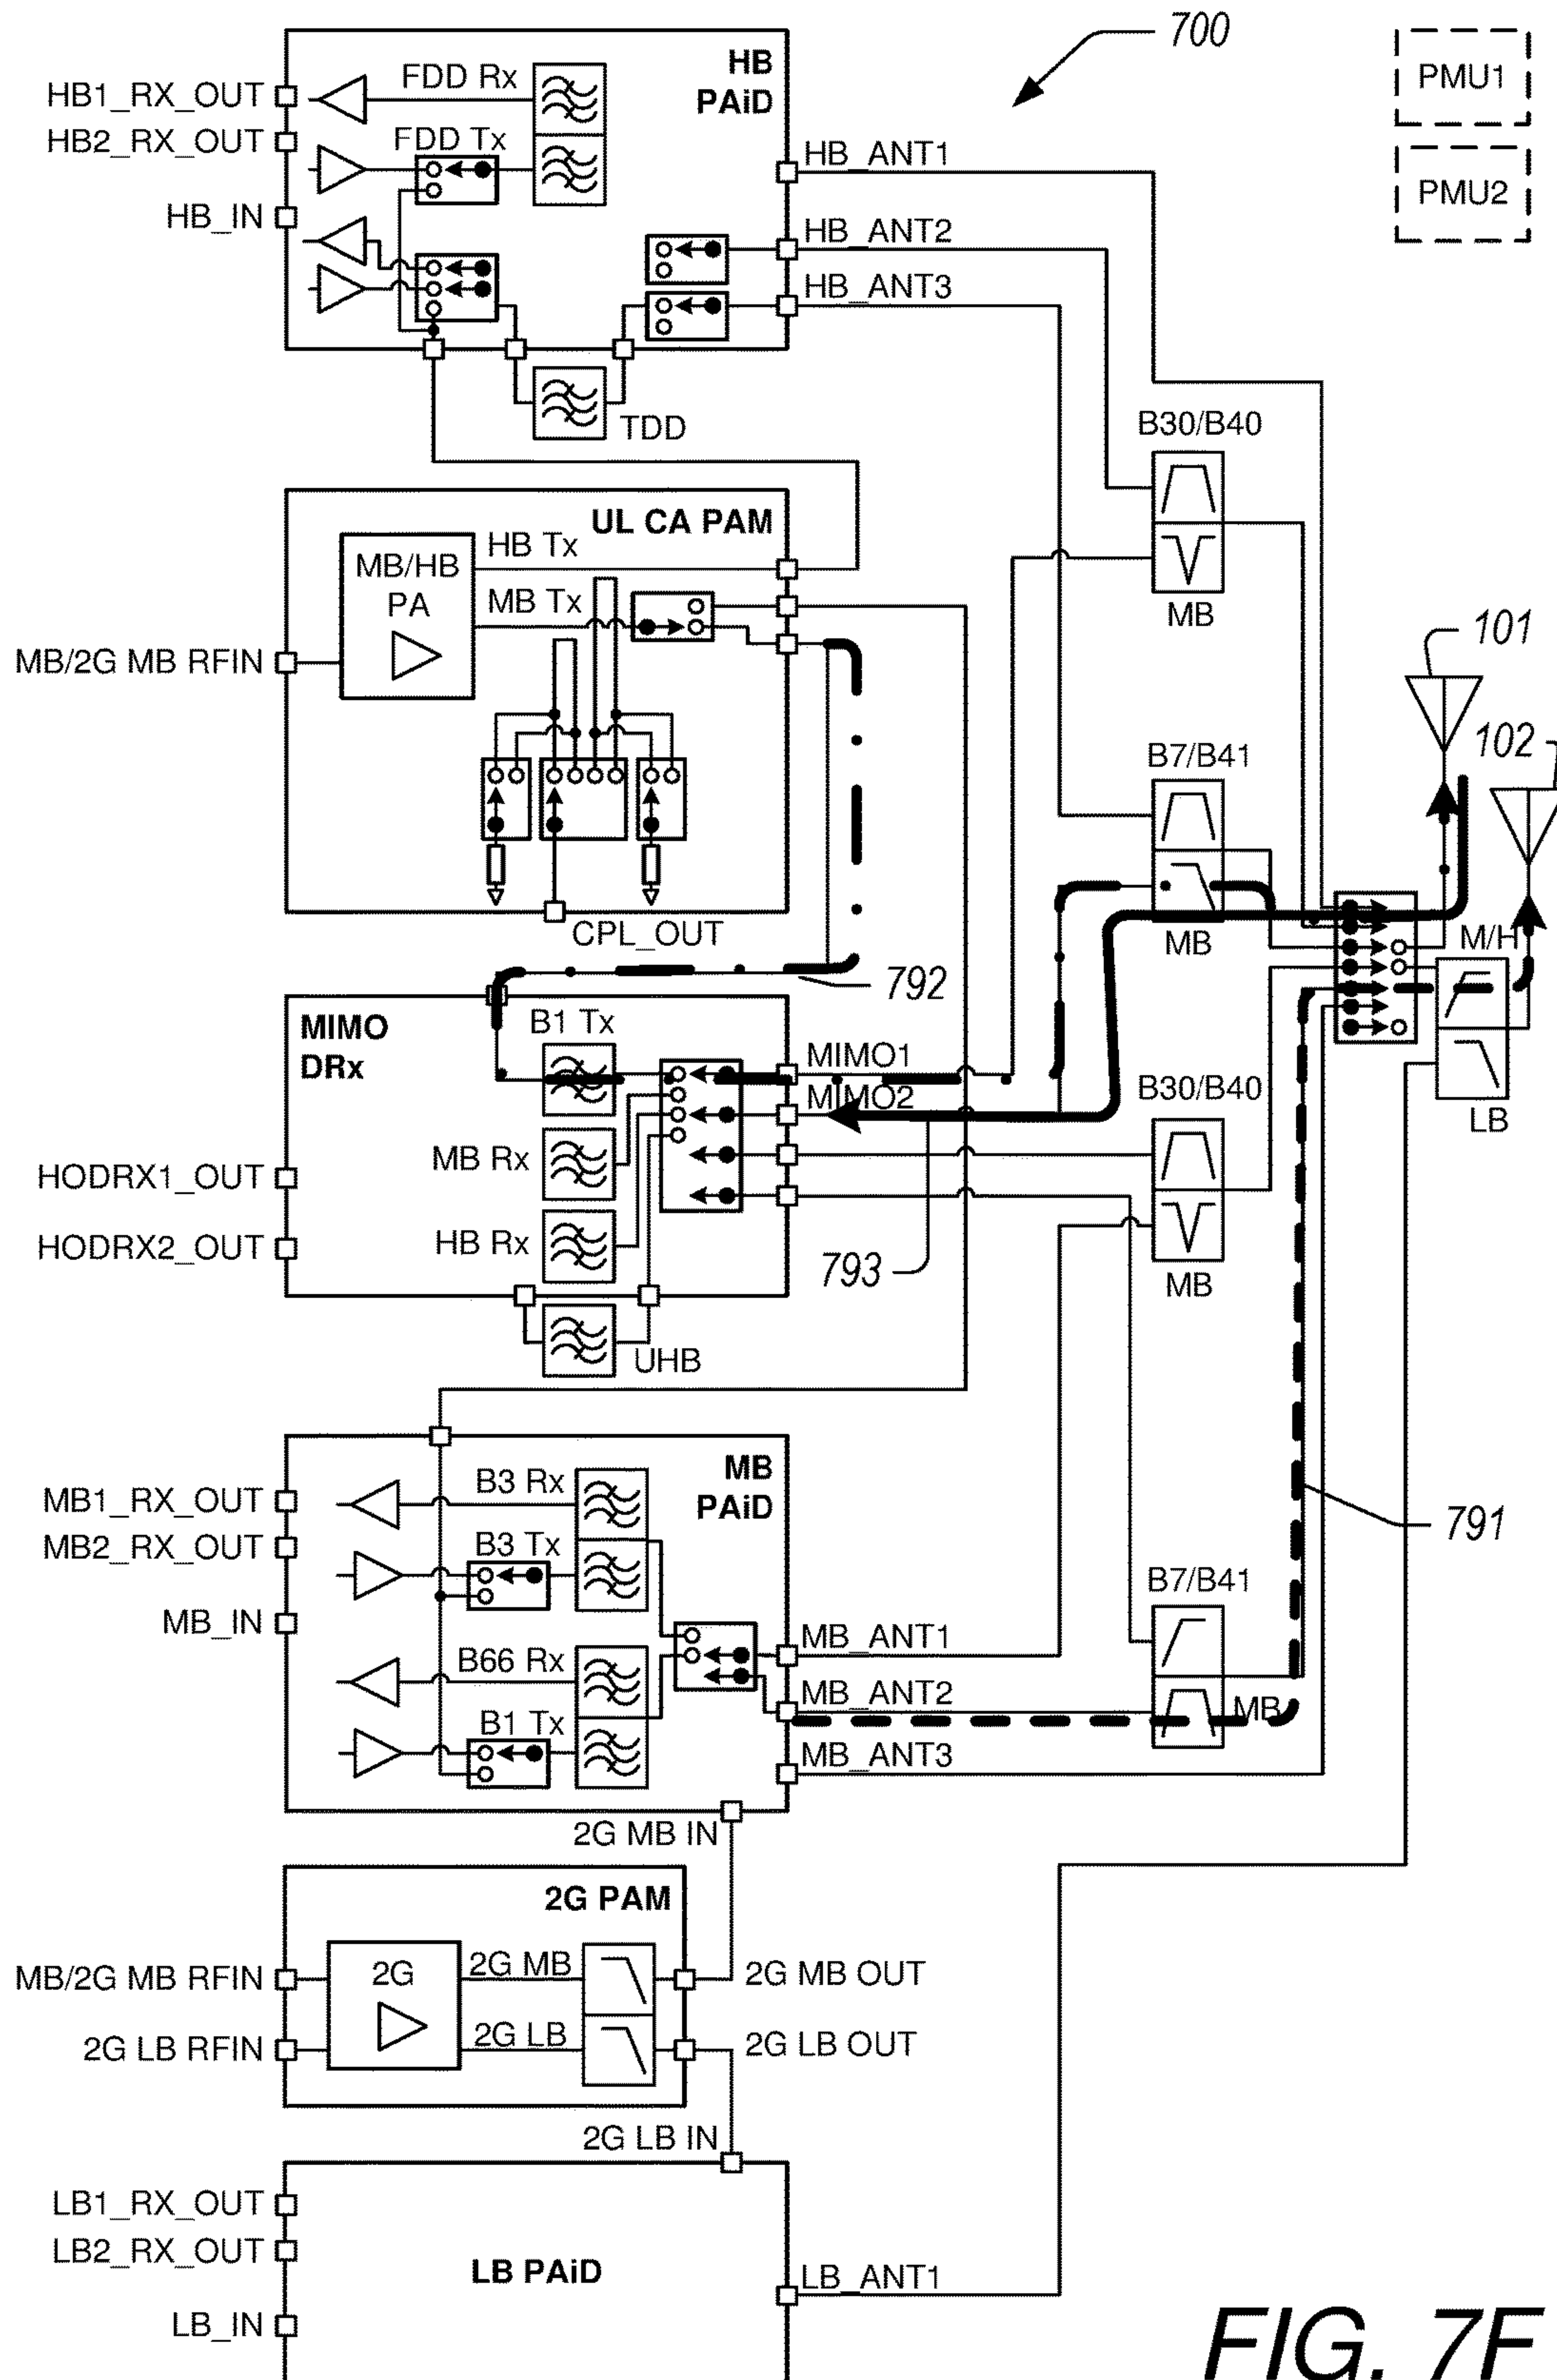 700
PMU1
PMU2
HB
PAiD
FDD Rx
FDD Tx
HB1_RX_OUT
HB2_RX_OUT
HB_IN
HB_ANT1
HB_ANT2
HB_ANT3
TDD
B30/B40
MB
UL CA PAM
MB/HB
PA
HB Tx
MB Tx
MB/2G MB RFIN
CPL_OUT
101
102
B7/B41
MB
M/H
LB
792
MIMO
DRx
B1 Tx
MIMO1
MIMO2
MB Rx
HB Rx
HODRX1_OUT
HODRX2_OUT
UHB
793
B30/B40
MB
791
MB
PAiD
B3 Rx
B3 Tx
B66 Rx
B1 Tx
MB1_RX_OUT
MB2_RX_OUT
MB_IN
MB_ANT1
MB_ANT2
MB_ANT3
B7/B41
MB
2G MB IN
2G PAM
2G
2G MB
2G LB
MB/2G MB RFIN
2G LB RFIN
2G MB OUT
2G LB OUT
2G LB IN
LB1_RX_OUT
LB2_RX_OUT
LB_IN
LB PAiD
LB_ANT1
FIG. 7F